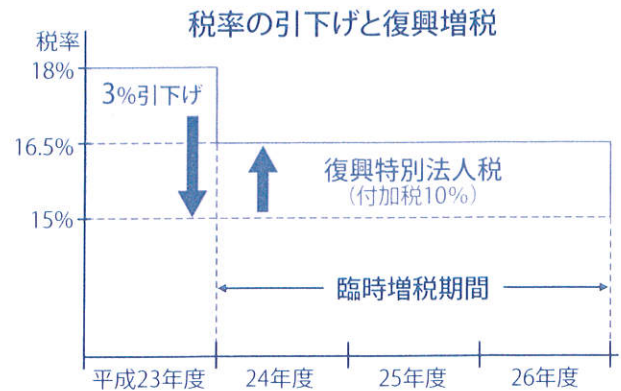 税率の引下げと復興増税
税率
18%
3%引下げ
16.5%
復興特別法人税
(付加税10%)
15%
臨時増税期間
平成23年度
24年度
25年度
26年度